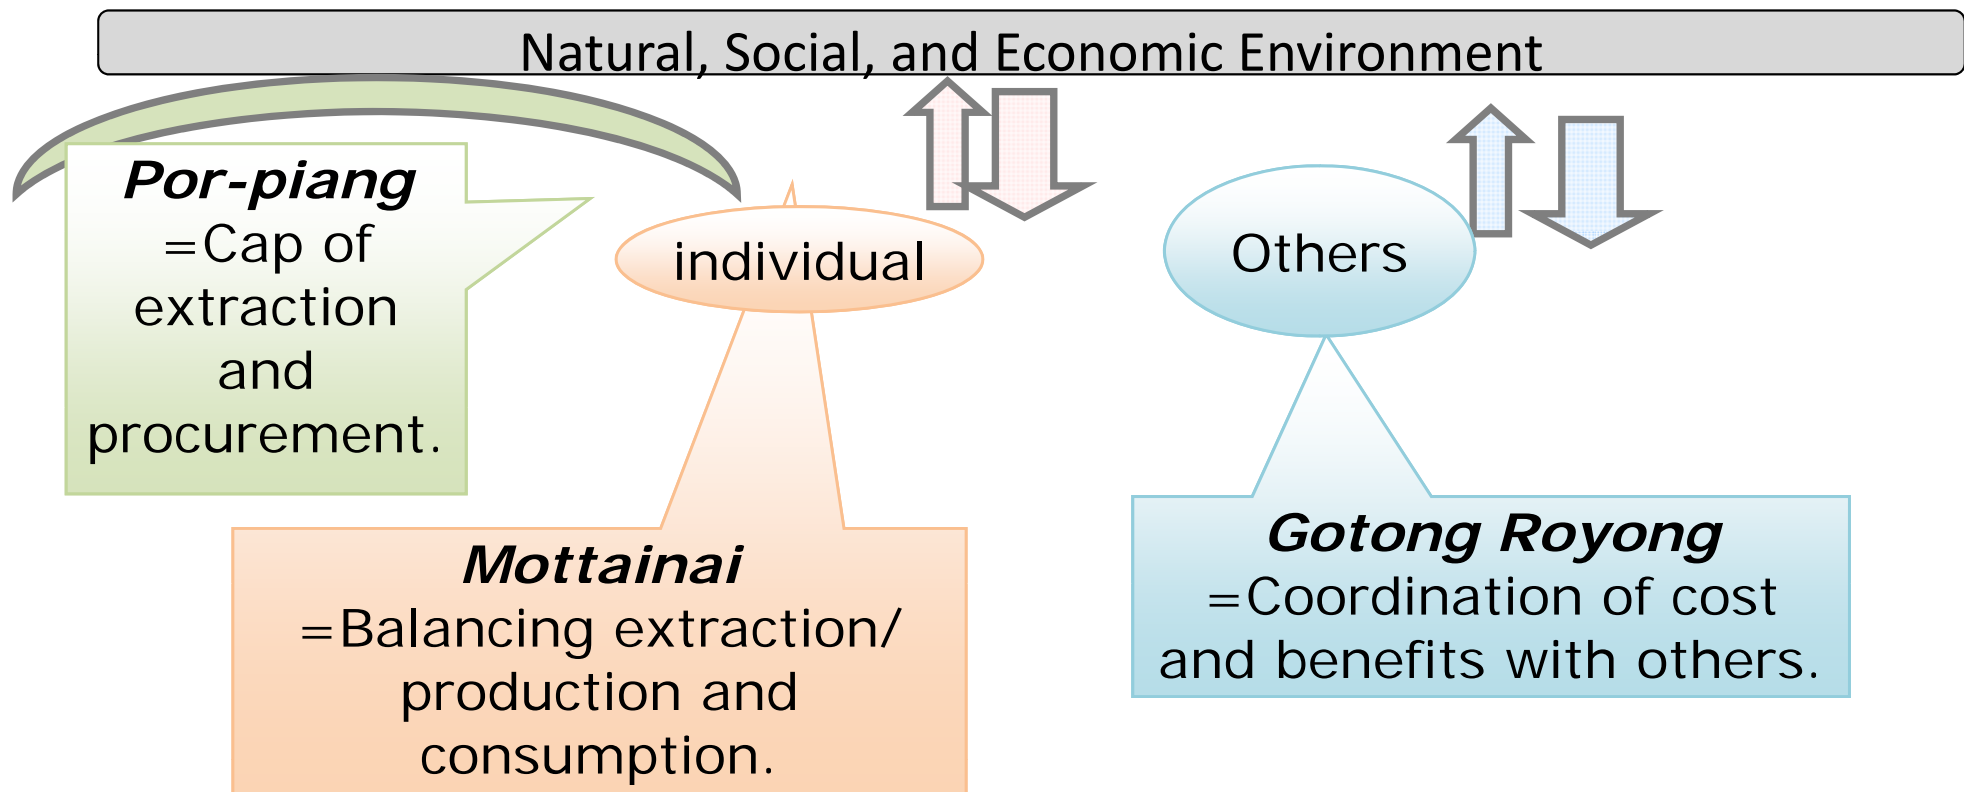 Natural, Social, and Economic Environment
Por-piang
=Cap of
extraction
and
procurement.
individual
Others
Mottainai
=Balancing extraction/
production and
consumption.
Gotong Royong
=Coordination of cost
and benefits with others.